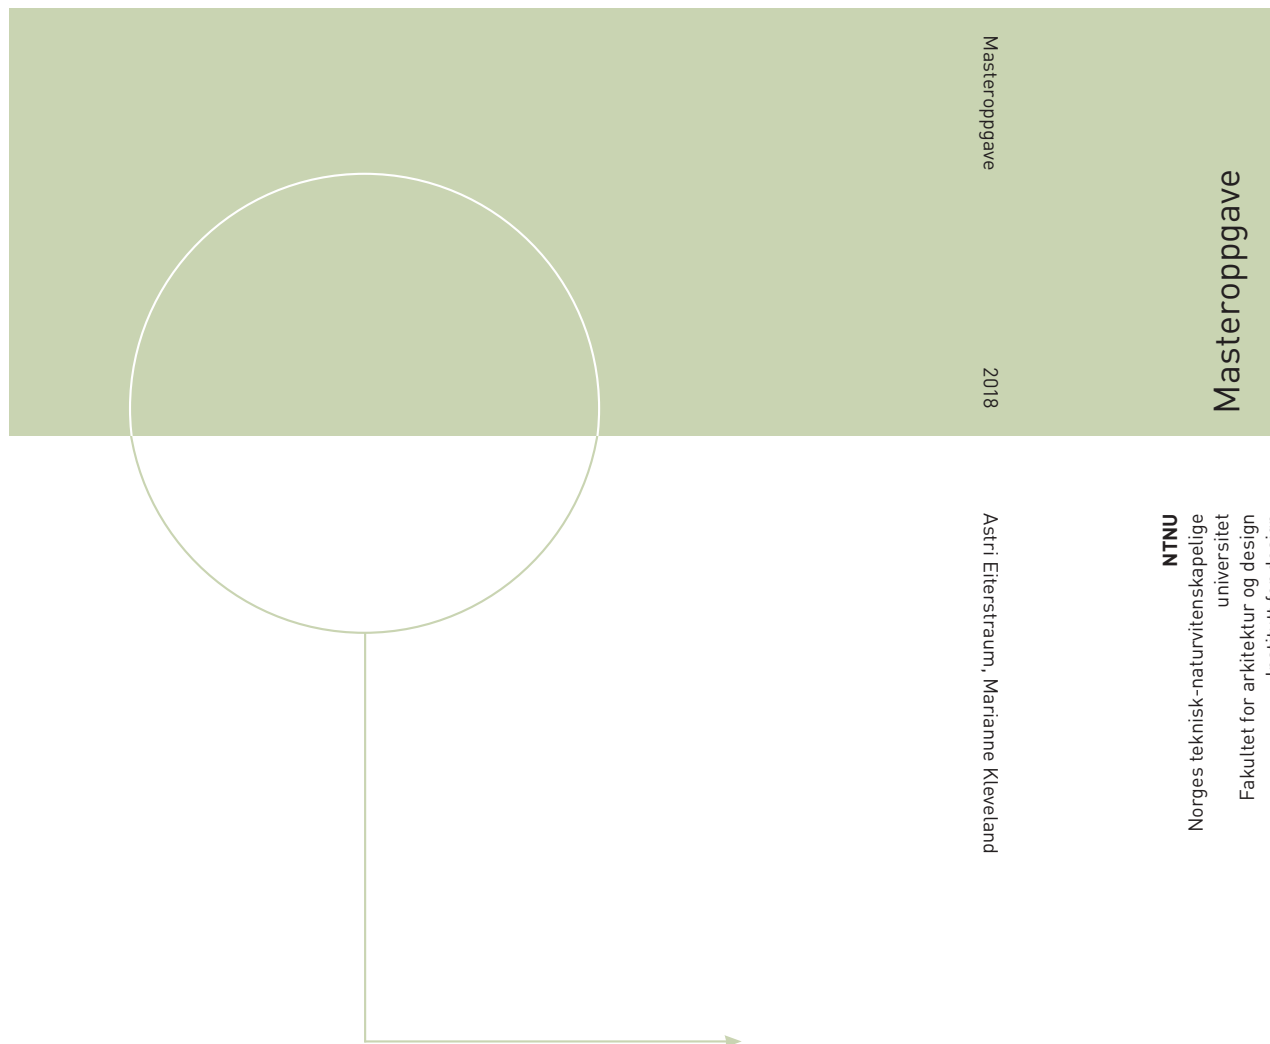 Masteroppgave
2018
Astri Eiterstraum, Marianne Kleveland
Masteroppgave
NTNU
Norges teknisk-naturvitenskapelige
universitet
Fakultet for arkitektur og design